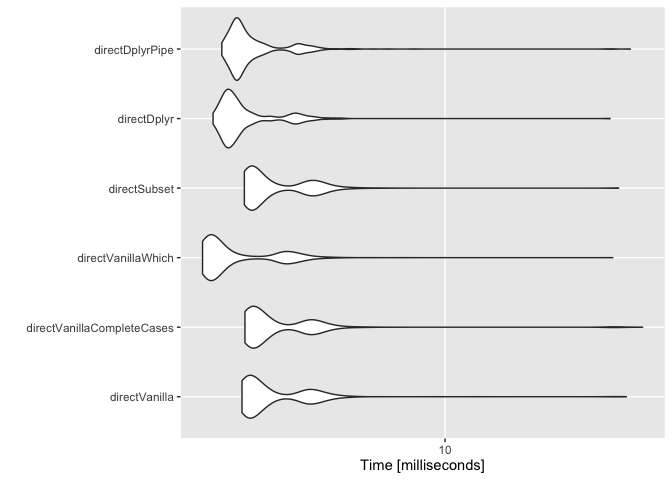 directDplyrPipe
directDplyr
directSubset
directVanillaWhich
directVanillaCompleteCases
directVanilla
10
Time [milliseconds]